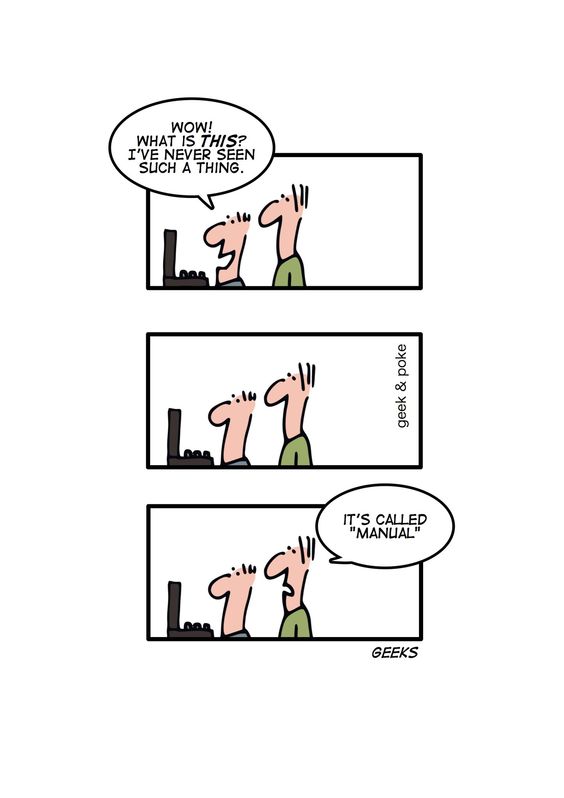 WOW!
WHAT IS THIS?
I'VE NEVER SEEN
SUCH A THING.
geek & poke
IT'S CALLED
"MANUAL"
GEEKS